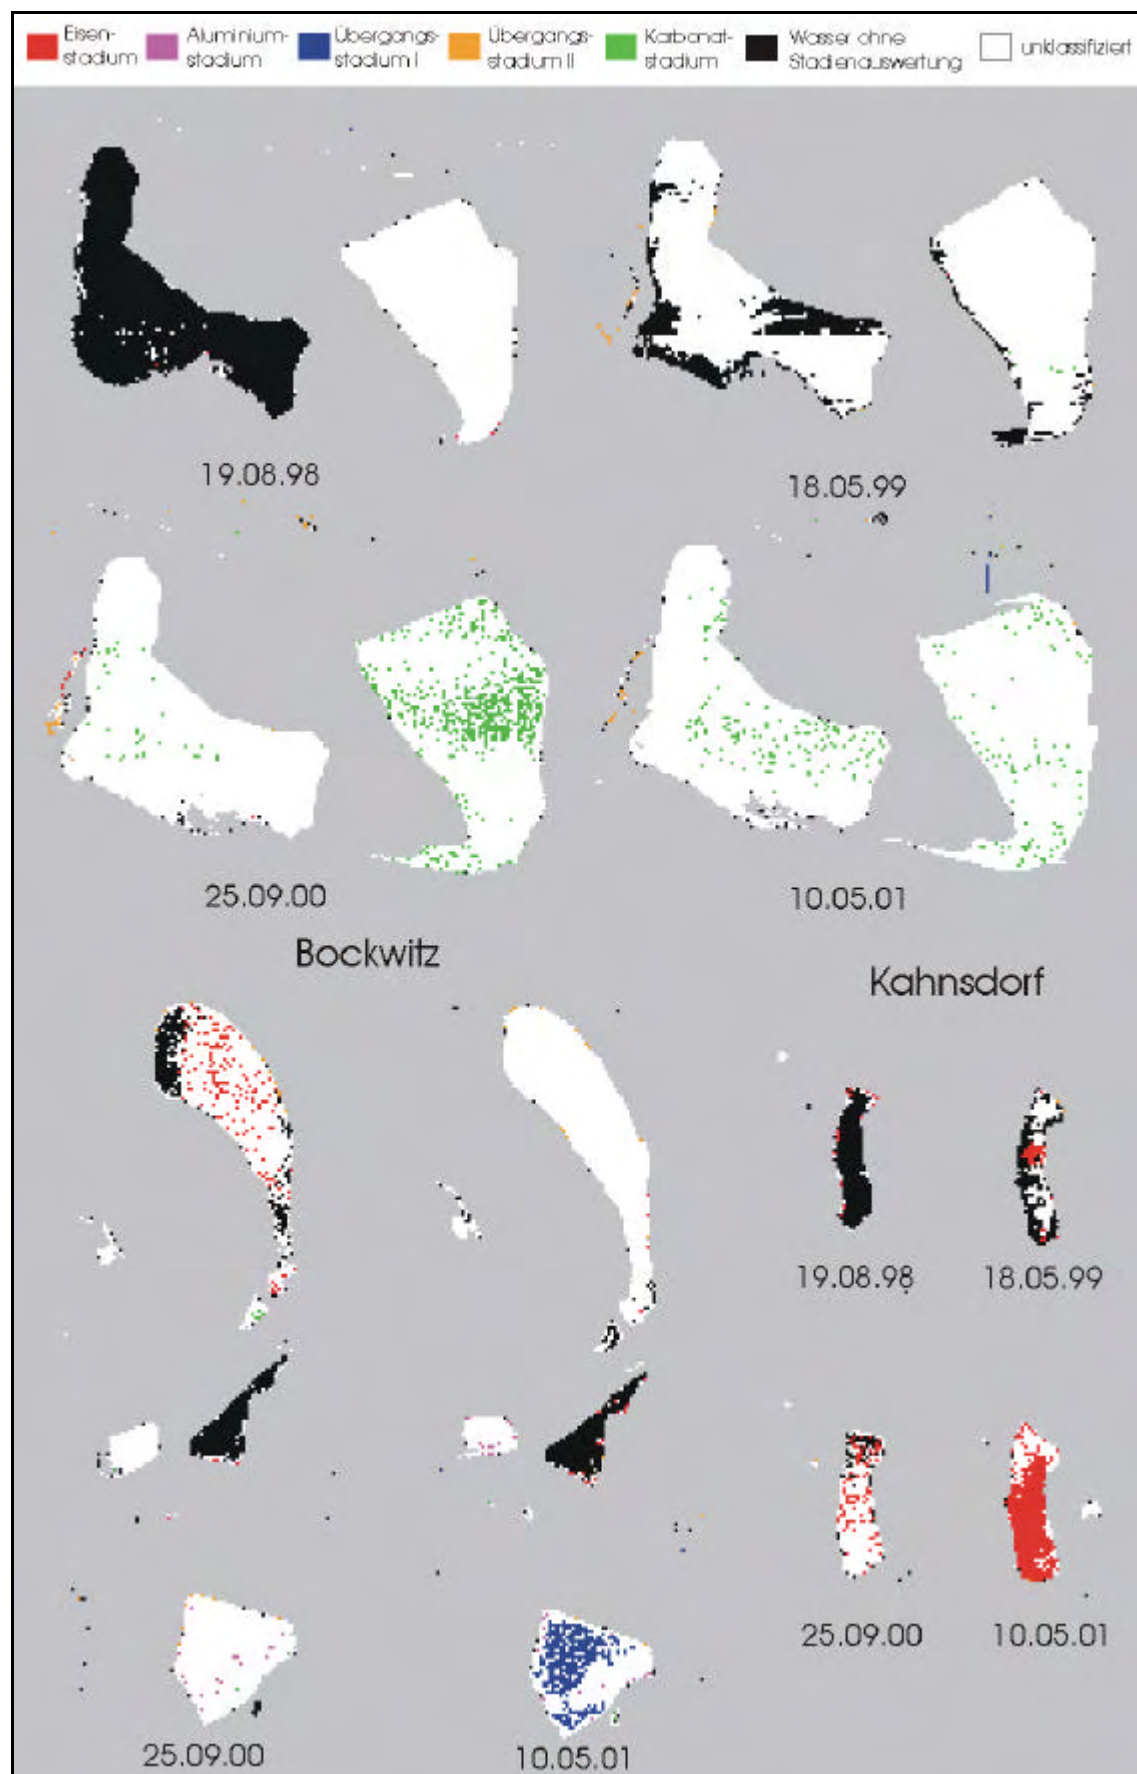 Eisen-
stadium
Aluminium-
stadium
Übergangs-
stadium I
Übergangs-
stadium II
Karbonat-
stadium
Wasser ohne
Stadienauswertung
unklassifiziert
19.08.98
18.05.99
25.09.00
10.05.01
Bockwitz
Kahnsdorf
19.08.98
18.05.99
25.09.00
10.05.01
25.09.00
10.05.01